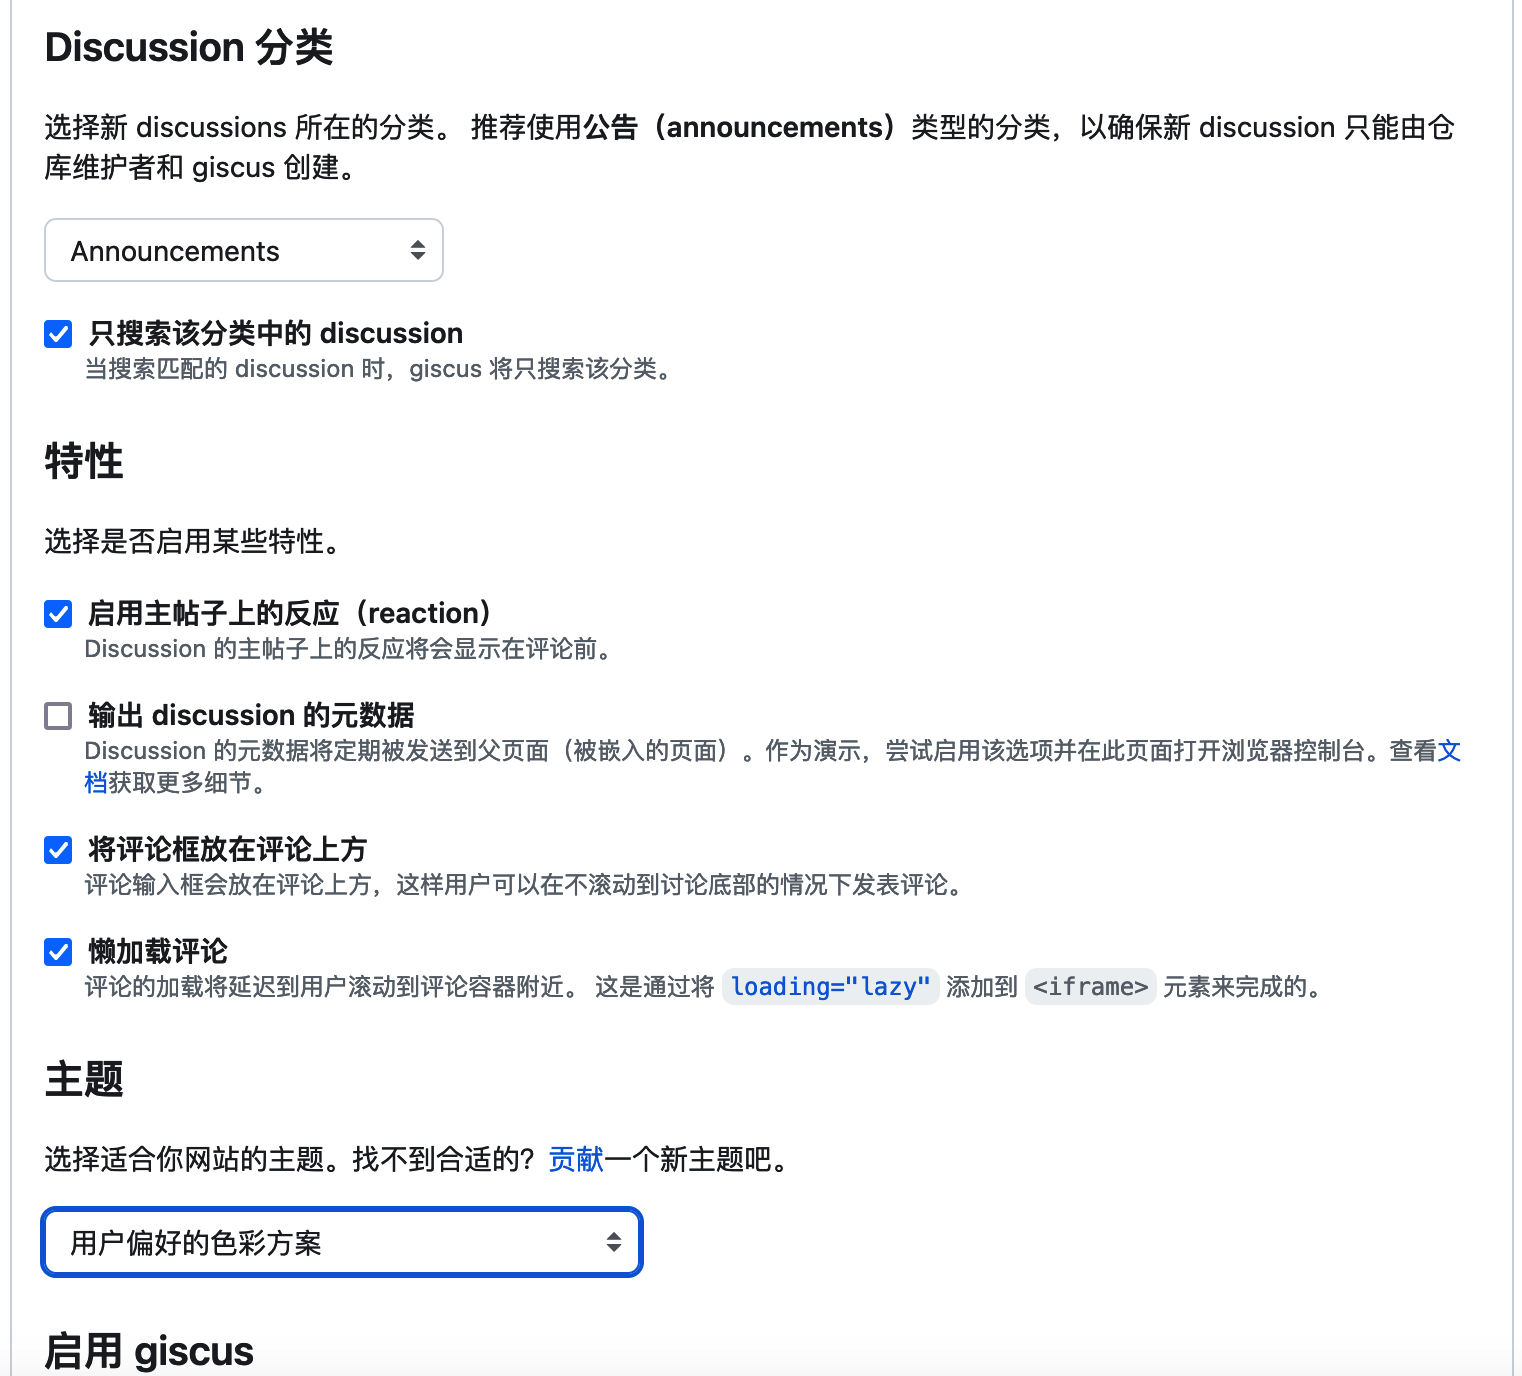 Discussion 分类
选择新 discussions 所在的分类。 推荐使用公告（announcements）类型的分类，以确保新 discussion 只能由仓
库维护者和 giscus 创建。
Announcements
只搜索该分类中的 discussion
当搜索匹配的 discussion 时，giscus 将只搜索该分类。
特性
选择是否启用某些特性。
启用主帖子上的反应（reaction）
Discussion 的主帖子上的反应将会显示在评论前。
输出 discussion 的元数据
Discussion 的元数据将定期被发送到父页面（被嵌入的页面）。作为演示，尝试启用该选项并在此页面打开浏览器控制台。查看文
档获取更多细节。
将评论框放在评论上方
评论输入框会放在评论上方，这样用户可以在不滚动到讨论底部的情况下发表评论。
懒加载评论
评论的加载将延迟到用户滚动到评论容器附近。 这是通过将 loading="lazy" 添加到 <iframe> 元素来完成的。
主题
选择适合你网站的主题。找不到合适的？贡献一个新主题吧。
用户偏好的色彩方案
启用 giscus